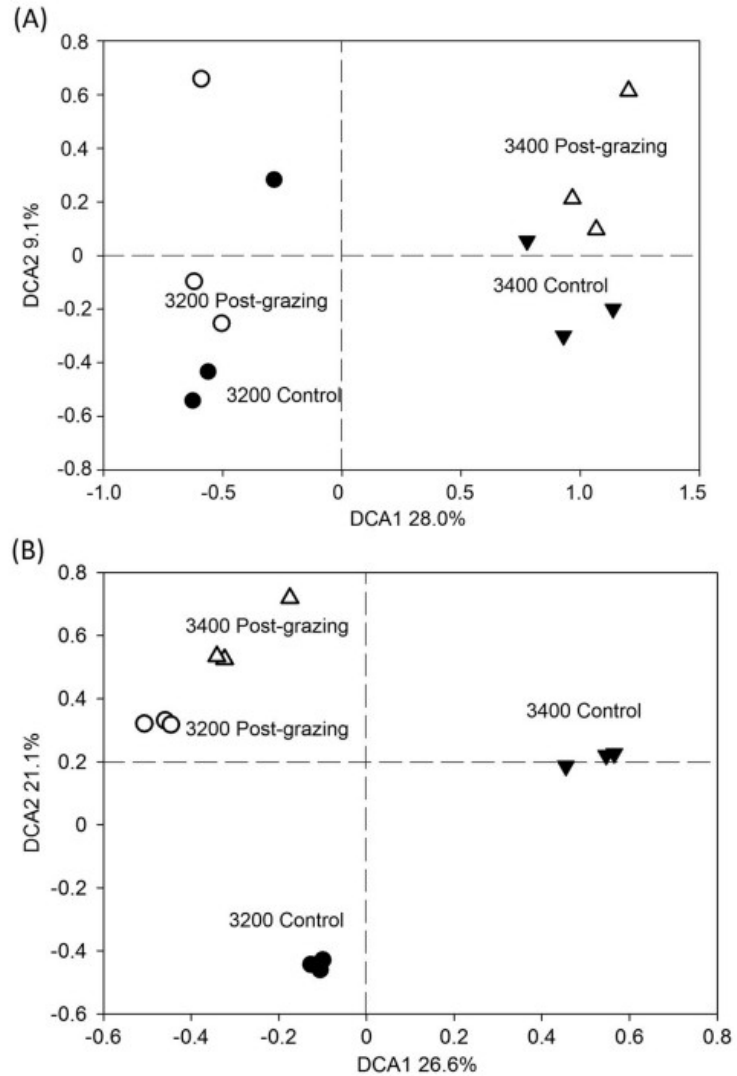 (A)
0.8
0.6
0.4
0.2
0
-0.2
-0.4
-0.6
-0.8
DCA2 9.1%
3400 Post-grazing
3400 Control
3200 Post-grazing
3200 Control
-1.0
-0.5
0
0.5
1.0
1.5
DCA1 28.0%
(B)
0.8
0.6
0.4
0.2
0
-0.2
-0.4
-0.6
DCA2 21.1%
3400 Post-grazing
3200 Post-grazing
3400 Control
3200 Control
-0.6
-0.4
-0.2
0
0.2
0.4
0.6
0.8
DCA1 26.6%